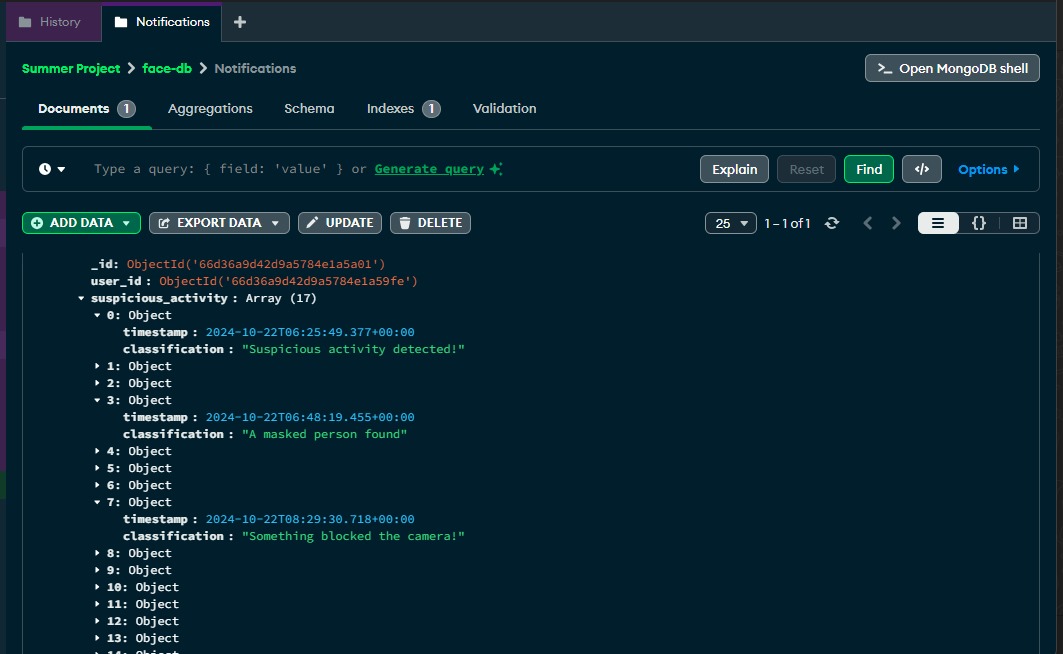 History Notifications
Summer Project face-db Notifications
>_ Open MongoDB shell
Documents 1 Aggregations Schema Indexes 1 Validation
Type a query: { field: 'value' } or Generate query
Explain Reset Find </> Options
ADD DATA EXPORT DATA UPDATE DELETE 25 1 – 1 of 1 {}
_id: ObjectId('66d36a9d42d9a5784e1a5a01')
user_id : ObjectId('66d36a9d42d9a5784e1a59fe')
suspicious_activity : Array (17)
0: Object
timestamp : 2024-10-22T06:25:49.377+00:00
classification : "Suspicious activity detected!"
1: Object
2: Object
3: Object
timestamp : 2024-10-22T06:48:19.455+00:00
classification : "A masked person found"
4: Object
5: Object
6: Object
7: Object
timestamp : 2024-10-22T08:29:30.718+00:00
classification : "Something blocked the camera!"
8: Object
9: Object
10: Object
11: Object
12: Object
13: Object
14: Object